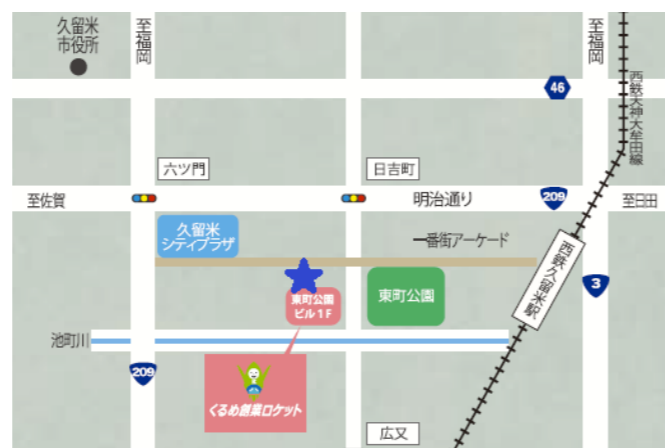 久留米
市役所
至福岡
至福岡
西鉄天神大牟田線
46
六ツ門
日吉町
至佐賀
明治通り
209
至日田
久留米
シティプラザ
一番街アーケード
西鉄久留米駅
3
東町公園
ビル1F
東町公園
池町川
209
くるめ創業ロケット
広又